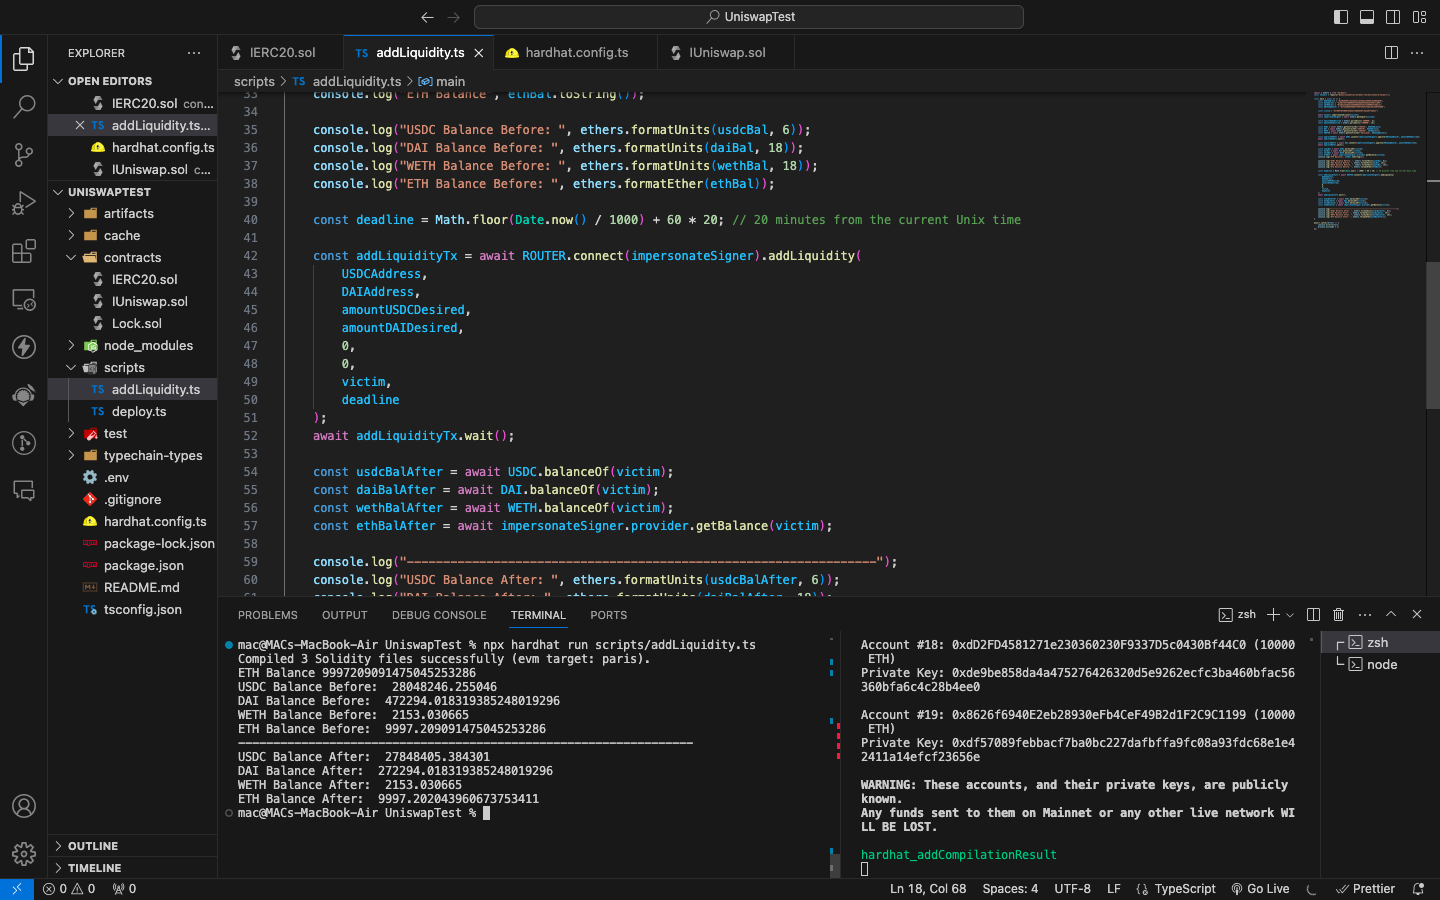 UniswapTest
EXPLORER
OPEN EDITORS
IERC20.sol con...
TS addLiquidity.ts...
hardhat.config.ts
IUniswap.sol c...
UNISWAPTEST
artifacts
cache
contracts
IERC20.sol
IUniswap.sol
Lock.sol
node_modules
scripts
TS addLiquidity.ts
TS deploy.ts
test
typechain-types
.env
.gitignore
hardhat.config.ts
package-lock.json
package.json
README.md
TS tsconfig.json
OUTLINE
TIMELINE
IERC20.sol
TS addLiquidity.ts
hardhat.config.ts
IUniswap.sol
scripts > TS addLiquidity.ts > main
33 console.log("ETH Balance", ethBal.toString());
34
35 console.log("USDC Balance Before: ", ethers.formatUnits(usdcBal, 6));
36 console.log("DAI Balance Before: ", ethers.formatUnits(daiBal, 18));
37 console.log("WETH Balance Before: ", ethers.formatUnits(wethBal, 18));
38 console.log("ETH Balance Before: ", ethers.formatEther(ethBal));
39
40 const deadline = Math.floor(Date.now() / 1000) + 60 * 20; // 20 minutes from the current Unix time
41
42 const addLiquidityTx = await ROUTER.connect(impersonateSigner).addLiquidity(
43 USDCAddress,
44 DAIAddress,
45 amountUSDCDesired,
46 amountDAIDesired,
47 0,
48 0,
49 victim,
50 deadline
51 );
52 await addLiquidityTx.wait();
53
54 const usdcBalAfter = await USDC.balanceOf(victim);
55 const daiBalAfter = await DAI.balanceOf(victim);
56 const wethBalAfter = await WETH.balanceOf(victim);
57 const ethBalAfter = await impersonateSigner.provider.getBalance(victim);
58
59 console.log("-----------------------------------------------------------------");
60 console.log("USDC Balance After: ", ethers.formatUnits(usdcBalAfter, 6));
61 console.log("DAI Balance After: ", ethers.formatUnits(daiBalAfter, 18));
PROBLEMS OUTPUT DEBUG CONSOLE TERMINAL PORTS
zsh
mac@MACs-MacBook-Air UniswapTest % npx hardhat run scripts/addLiquidity.ts
Compiled 3 Solidity files successfully (evm target: paris).
ETH Balance 9997209091475045253286
USDC Balance Before:  28048246.255046
DAI Balance Before:  472294.018319385248019296
WETH Balance Before:  2153.030665
ETH Balance Before:  9997.209091475045253286
-----------------------------------------------------------------
USDC Balance After:  27848405.384301
DAI Balance After:  272294.018319385248019296
WETH Balance After:  2153.030665
ETH Balance After:  9997.202043960673753411
mac@MACs-MacBook-Air UniswapTest %
Account #18: 0xdD2FD4581271e230360230F9337D5c0430Bf44C0 (10000
ETH)
Private Key: 0xde9be858da4a475276426320d5e9262ecfc3ba460bfac56
360bfa6c4c28b4ee0
Account #19: 0x8626f6940E2eb28930eFb4CeF49B2d1F2C9C1199 (10000
ETH)
Private Key: 0xdf57089febbacf7ba0bc227dafbffa9fc08a93fdc68e1e4
2411a14efcf23656e
WARNING: These accounts, and their private keys, are publicly
known.
Any funds sent to them on Mainnet or any other live network WI
LL BE LOST.
hardhat_addCompilationResult
zsh
node
0 0 0
Ln 18, Col 68 Spaces: 4 UTF-8 LF TypeScript Go Live Prettier